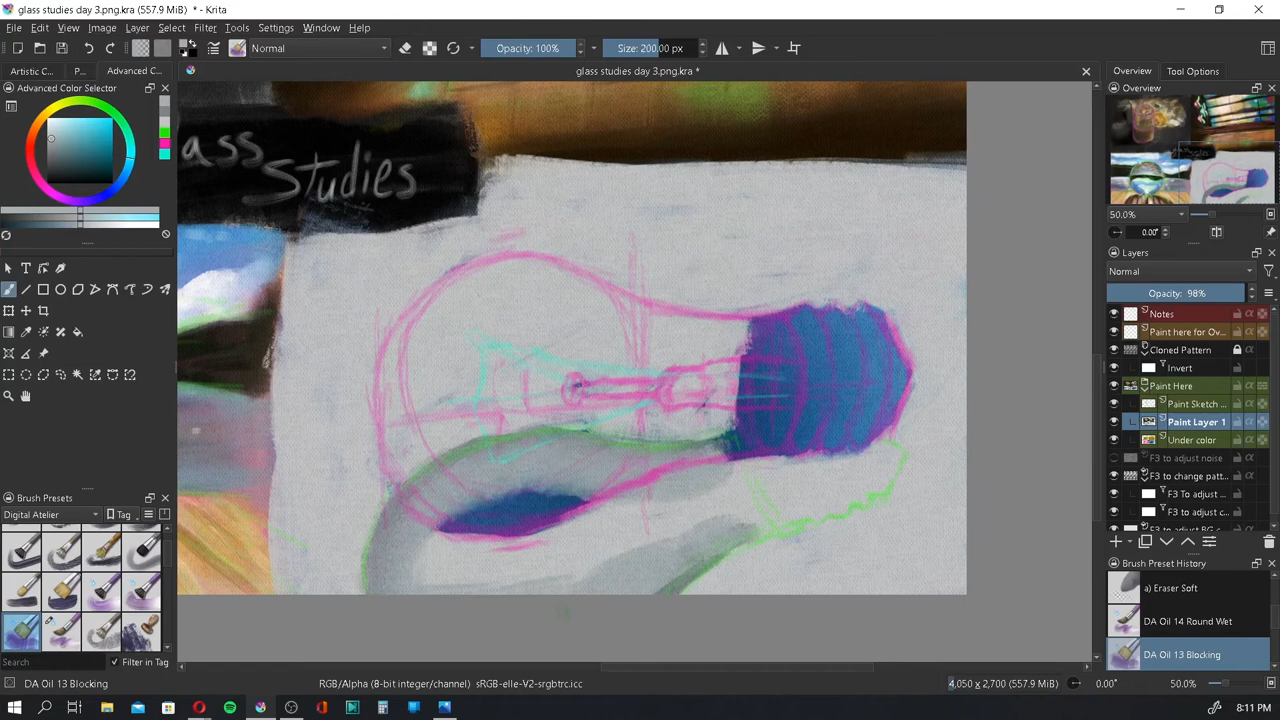 glass studies day 3.png.kra (557.9 MiB) * - Krita
File Edit View Image Layer Select Filter Tools Settings Window Help
Normal Opacity: 100% Size: 200.00 px
Artistic C... P... Advanced C...
glass studies day 3.png.kra *
Overview Tool Options
Advanced Color Selector
Overview
ass
Studies
50.0%
0.00°
Layers
Normal
Opacity: 98%
Notes
Paint here for Ov...
Cloned Pattern
Invert
Paint Here
Paint Sketch ...
Paint Layer 1
Under color
F3 to adjust noise
F3 to change patt...
F3 To adjust ...
F3 to adjust c...
F3 to adjust BG c
Brush Presets
Digital Atelier Tag
Brush Preset History
a) Eraser Soft
DA Oil 14 Round Wet
DA Oil 13 Blocking
Search Filter in Tag
DA Oil 13 Blocking RGB/Alpha (8-bit integer/channel) sRGB-elle-V2-srgbtrc.icc 4,050 x 2,700 (557.9 MiB) 0.00° 50.0%
8:11 PM